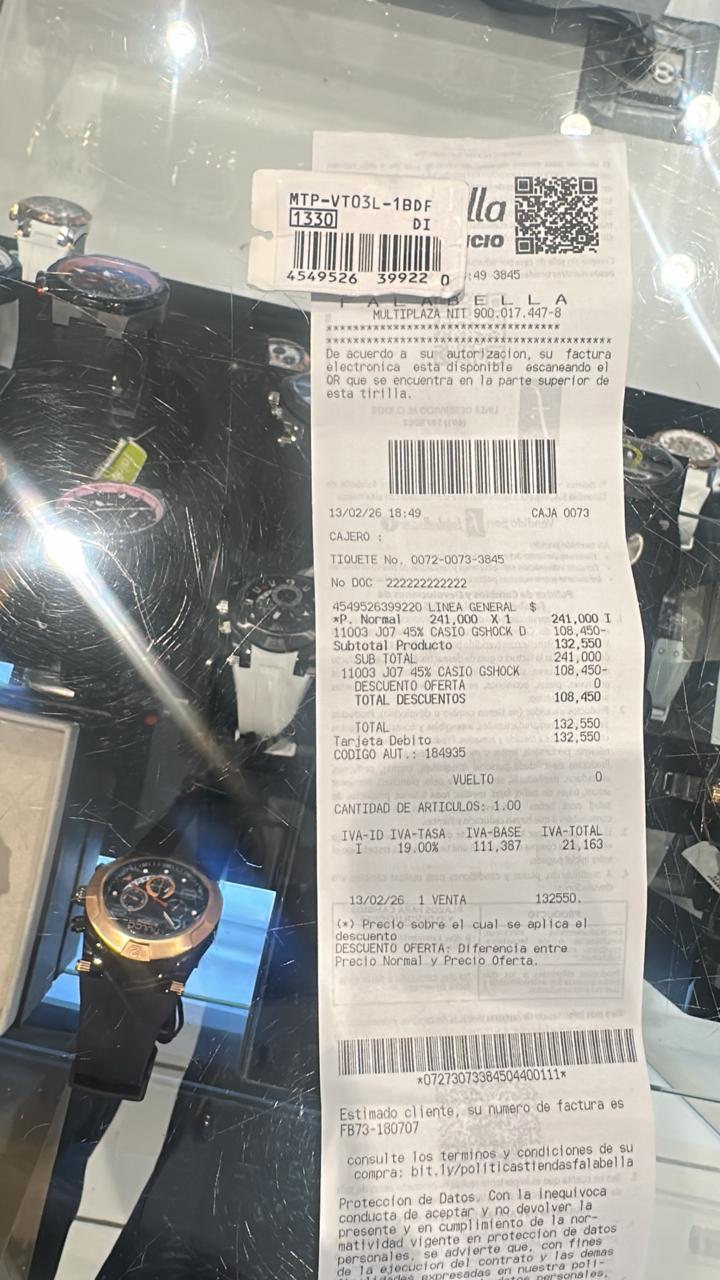 MTP-VT03L-1BDF
1330 DI
4549526 39922 0
lla
icio
:49 3845
FALABELLA
MULTIPLAZA NIT 900.017.447-8
****************************************
****************************************
De acuerdo a su autorizacion, su factura
electronica esta disponible escaneando el
QR que se encuentra en la parte superior de
esta tirilla.
13/02/26 18:49 CAJA 0073
CAJERO :
TIQUETE No. 0072-0073-3845
No DOC 222222222222
4549526399220 LINEA GENERAL $
*P. Normal 241,000 X 1 241,000 I
11003 J07 45% CASIO GSHOCK D 108,450-
Subtotal Producto 132,550
SUB TOTAL 241,000
11003 J07 45% CASIO GSHOCK 108,450-
DESCUENTO OFERTA 0
TOTAL DESCUENTOS 108,450
TOTAL 132,550
Tarjeta Debito 132,550
CODIGO AUT.: 184935
VUELTO 0
CANTIDAD DE ARTICULOS: 1.00
IVA-ID IVA-TASA IVA-BASE IVA-TOTAL
I 19.00% 111,387 21,163
13/02/26 1 VENTA 132550.
(*) Precio sobre el cual se aplica el
descuento
DESCUENTO OFERTA: Diferencia entre
Precio Normal y Precio Oferta.
*07273073384504400111*
Estimado cliente, su numero de factura es
FB73-180707
consulte los terminos y condiciones de su
compra: bit.ly/politicastiendasfalabella
Proteccion de Datos. Con la inequivoca
conducta de aceptar y no devolver la
presente y en cumplimiento de la nor-
matividad vigente en proteccion de datos
personales, se advierte que, con fines
de la ejecucion del contrato y las demas
expresadas en nuestra poli-
datos personales,